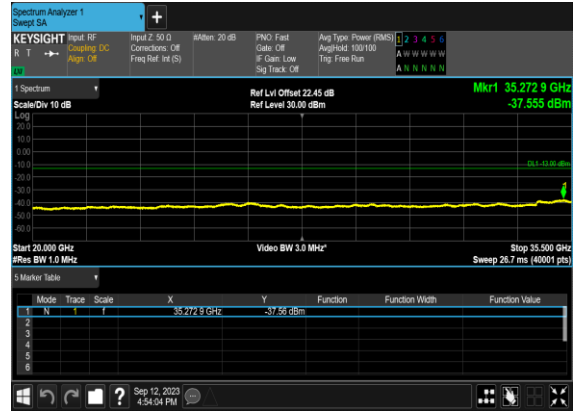 Spectrum Analyzer 1
Swept SA
+
KEYSIGHT Input: RF Input Z: 50 Ω #Atten: 20 dB PNO: Fast Avg Type: Power (RMS) 1 2 3 4 5 6
R T Coupling: DC Corrections: Off Gate: Off Avg|Hold: 100/100 A W W W W W
Align: Off Freq Ref: Int (S) IF Gain: Low Trig: Free Run
Sig Track: Off A N N N N N
1 Spectrum Ref Lvl Offset 22.45 dB Mkr1 35.272 9 GHz
Scale/Div 10 dB Ref Level 30.00 dBm -37.555 dBm
Log
20.0
10.0
0.00
-10.0 DL1 -13.00 dBm
-20.0
-30.0
-40.0
-50.0
-60.0
Start 20.000 GHz Video BW 3.0 MHz* Stop 35.500 GHz
#Res BW 1.0 MHz Sweep 26.7 ms (40001 pts)
5 Marker Table
Mode Trace Scale X Y Function Function Width Function Value
1 N 1 f 35.272 9 GHz -37.56 dBm
2
3
4
5
6
? Sep 12, 2023
4:54:04 PM